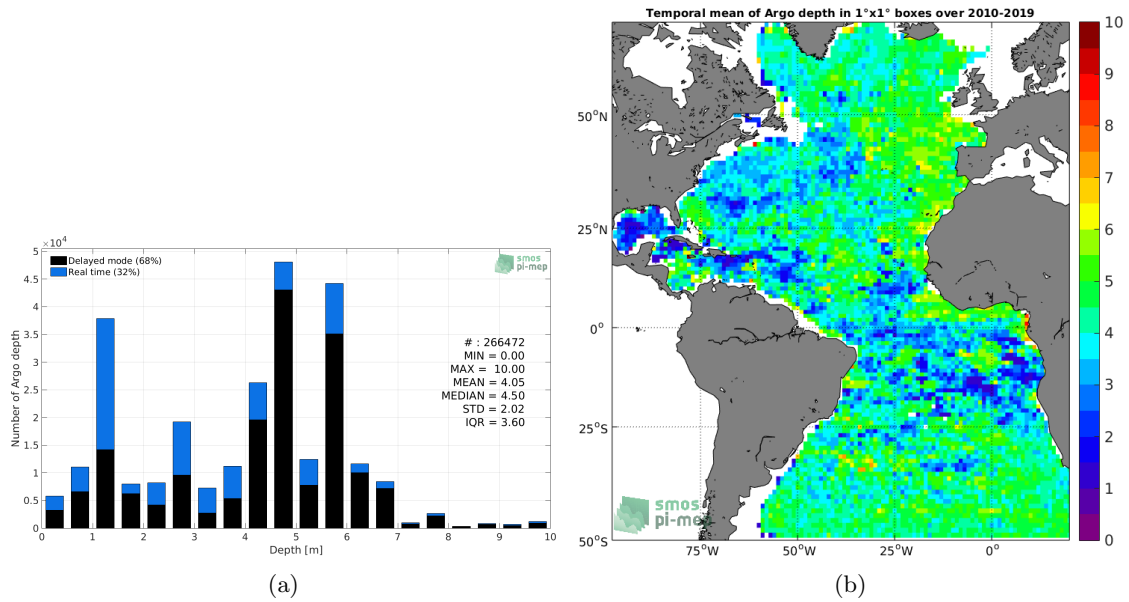 ×10⁴
5
4.5
4
3.5
3
2.5
2
1.5
1
0.5
0
Number of Argo depth
Delayed mode (68%)
Real time (32%)
smos
pi-mep
# : 266472
MIN = 0.00
MAX = 10.00
MEAN = 4.05
MEDIAN = 4.50
STD = 2.02
IQR = 3.60
0 1 2 3 4 5 6 7 8 9 10
Depth [m]
(a)
Temporal mean of Argo depth in 1°x1° boxes over 2010-2019
50°N
25°N
0°
25°S
50°S
75°W 50°W 25°W 0°
smos
pi-mep
10
9
8
7
6
5
4
3
2
1
0
(b)